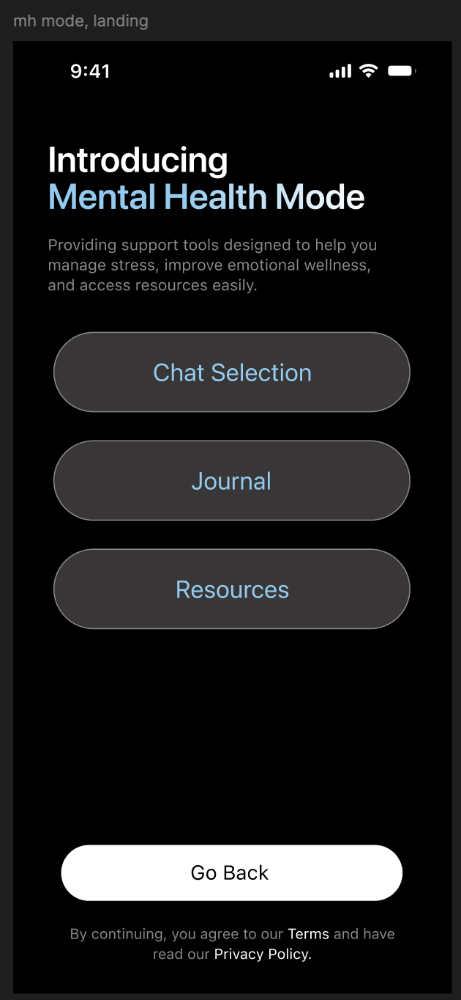 mh mode, landing
9:41
Introducing
Mental Health Mode
Providing support tools designed to help you
manage stress, improve emotional wellness,
and access resources easily.
Chat Selection
Journal
Resources
Go Back
By continuing, you agree to our Terms and have
read our Privacy Policy.